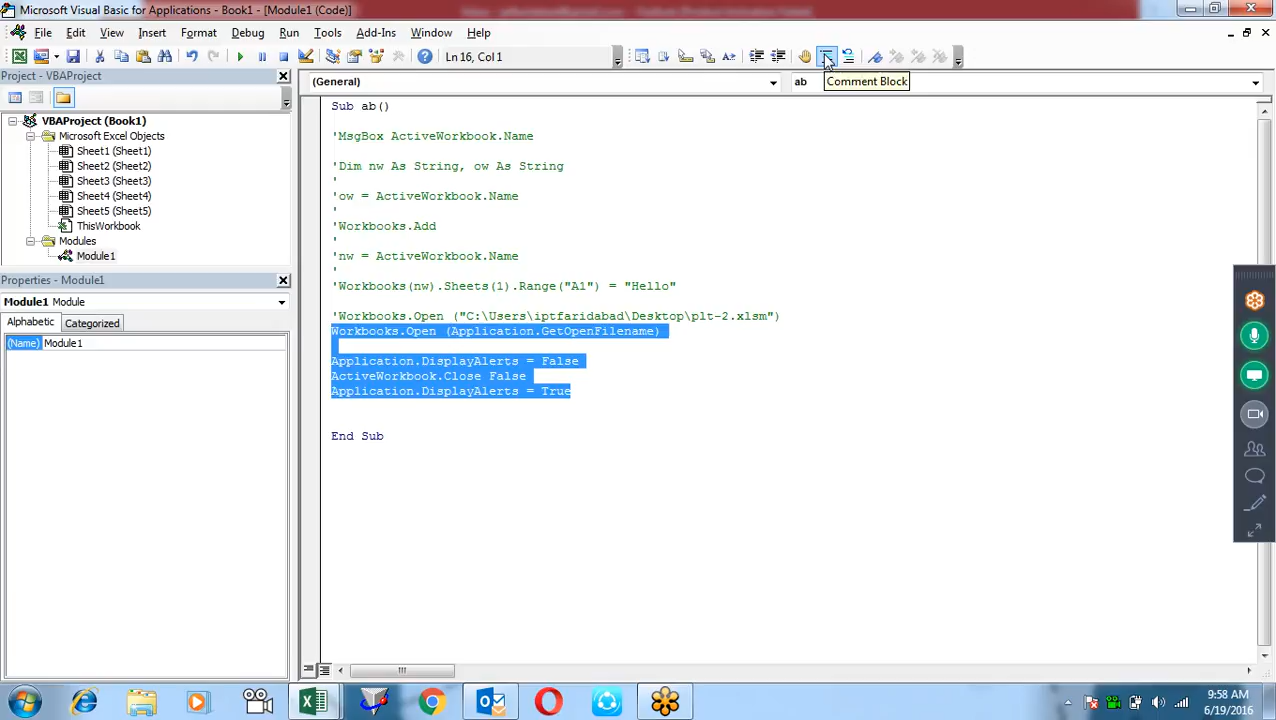 Microsoft Visual Basic for Applications - Book1 - [Module1 (Code)]
File Edit View Insert Format Debug Run Tools Add-Ins Window Help
Ln 16, Col 1
Comment Block
Project - VBAProject
(General)
ab
VBAProject (Book1)
Microsoft Excel Objects
Sheet1 (Sheet1)
Sheet2 (Sheet2)
Sheet3 (Sheet3)
Sheet4 (Sheet4)
Sheet5 (Sheet5)
ThisWorkbook
Modules
Module1
Properties - Module1
Module1 Module
Alphabetic Categorized
(Name) Module1
Sub ab()
'MsgBox ActiveWorkbook.Name
'Dim nw As String, ow As String
'
'ow = ActiveWorkbook.Name
'
'Workbooks.Add
'
'nw = ActiveWorkbook.Name
'
'Workbooks(nw).Sheets(1).Range("A1") = "Hello"
'Workbooks.Open ("C:\Users\iptfaridabad\Desktop\plt-2.xlsm")
Workbooks.Open (Application.GetOpenFilename)
Application.DisplayAlerts = False
ActiveWorkbook.Close False
Application.DisplayAlerts = True
End Sub
9:58 AM
6/19/2016